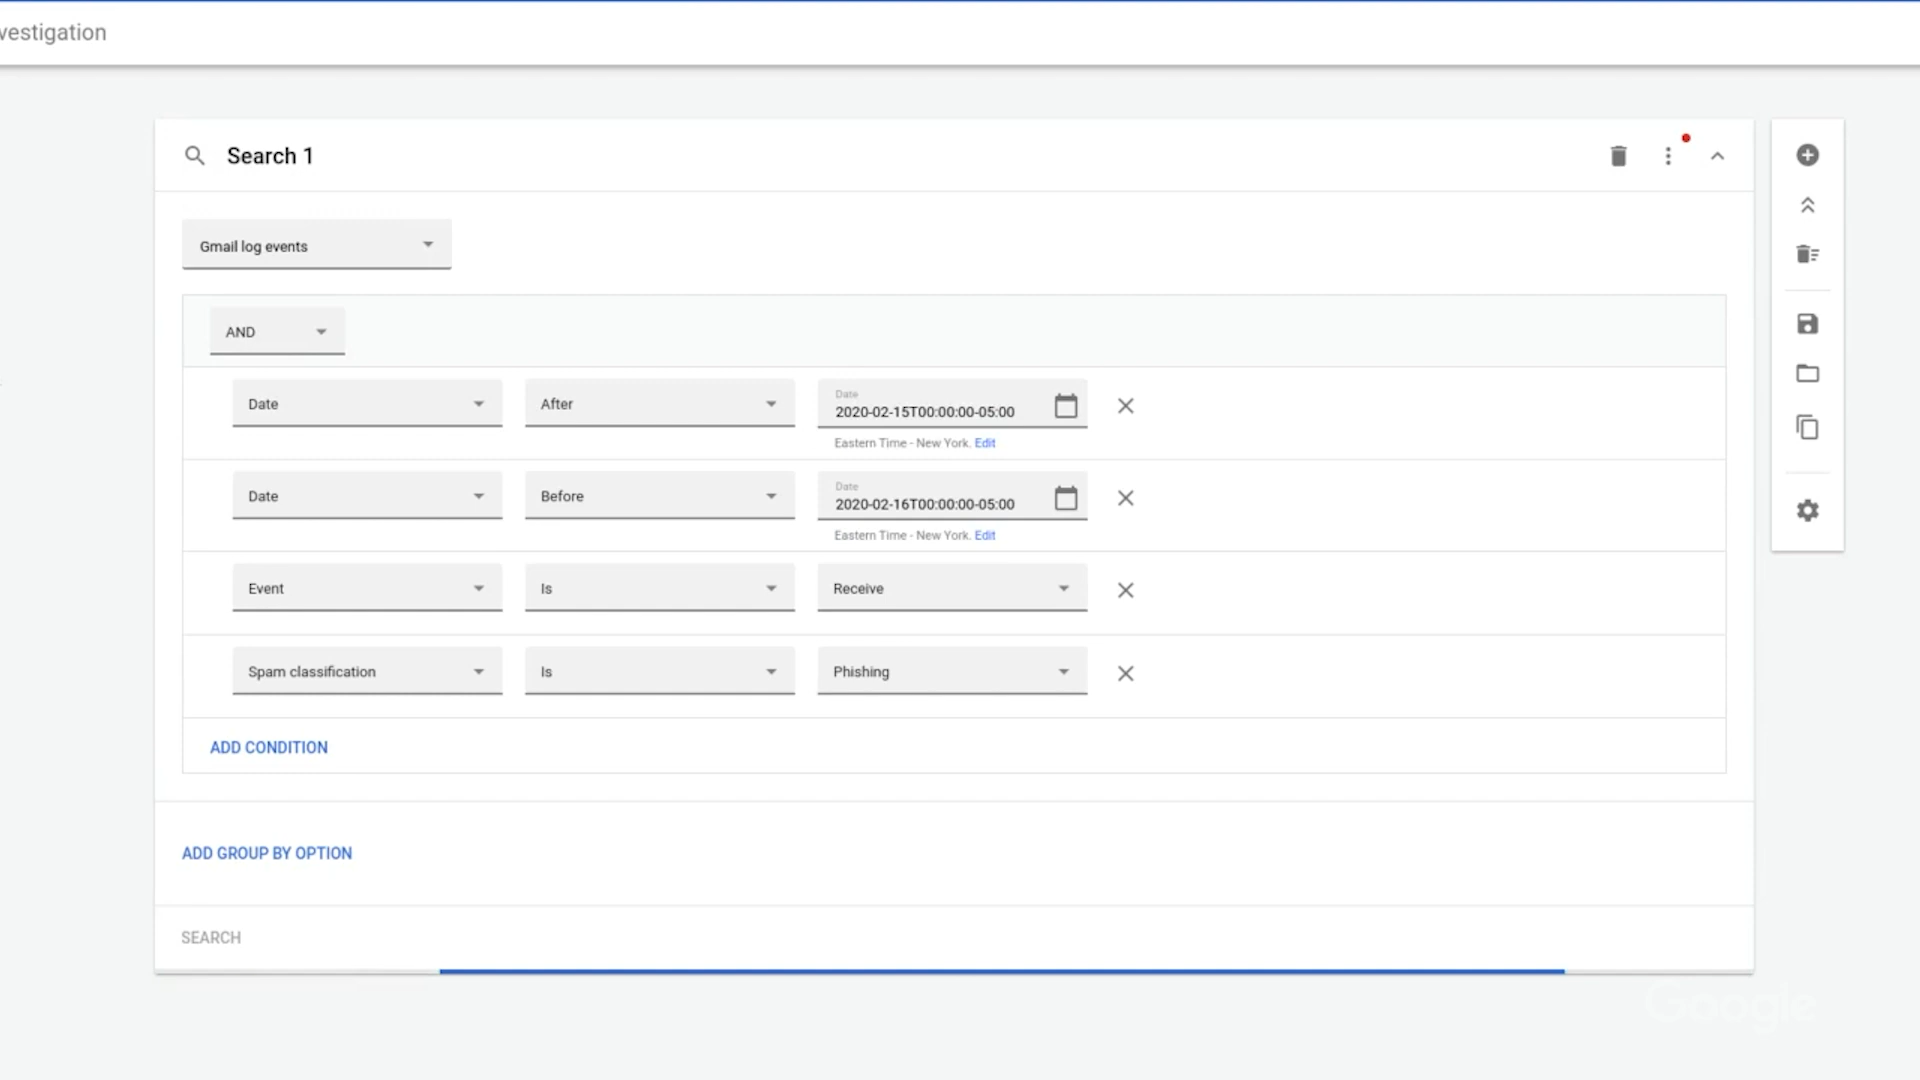 vestigation
Search 1
Gmail log events
AND
Date After Date
2020-02-15T00:00:00-05:00
Eastern Time - New York. Edit
Date Before Date
2020-02-16T00:00:00-05:00
Eastern Time - New York. Edit
Event Is Receive
Spam classification Is Phishing
ADD CONDITION
ADD GROUP BY OPTION
SEARCH
Google